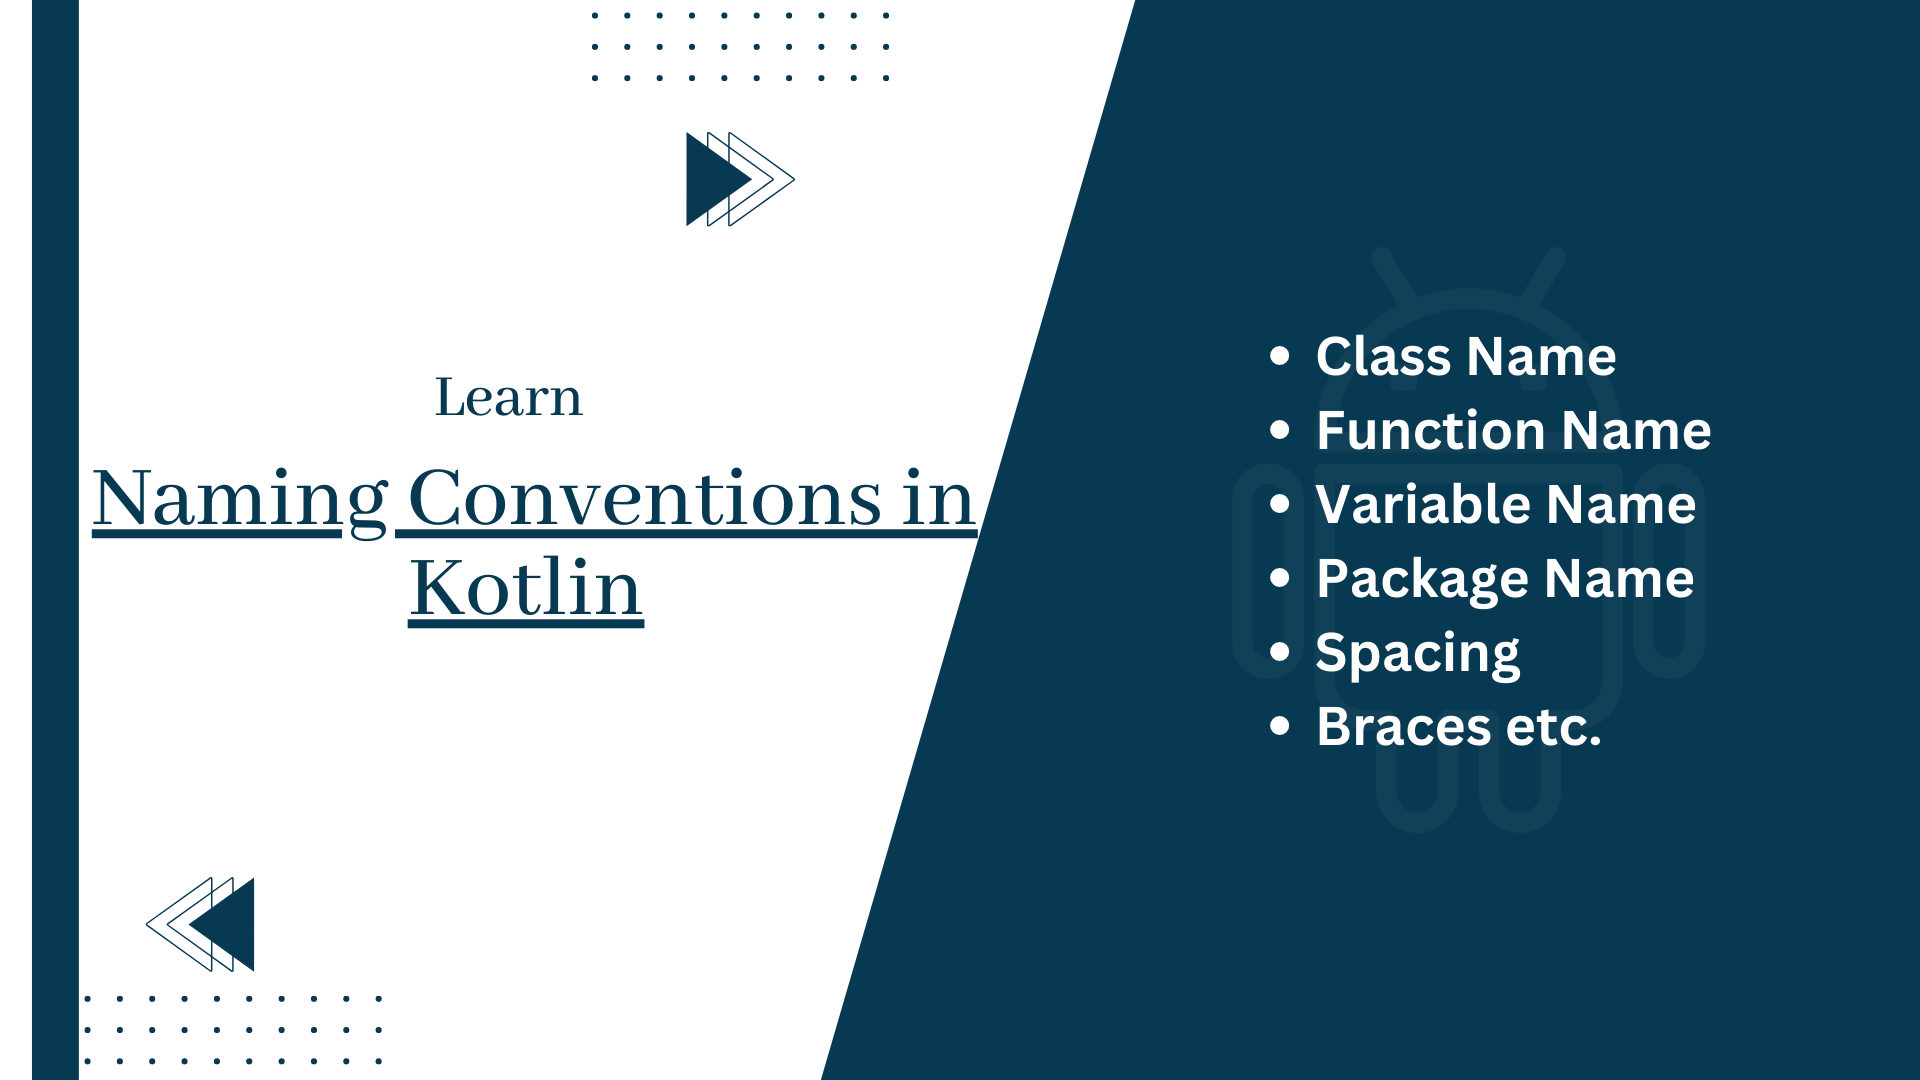 Learn
Naming Conventions in
Kotlin
• Class Name
• Function Name
• Variable Name
• Package Name
• Spacing
• Braces etc.